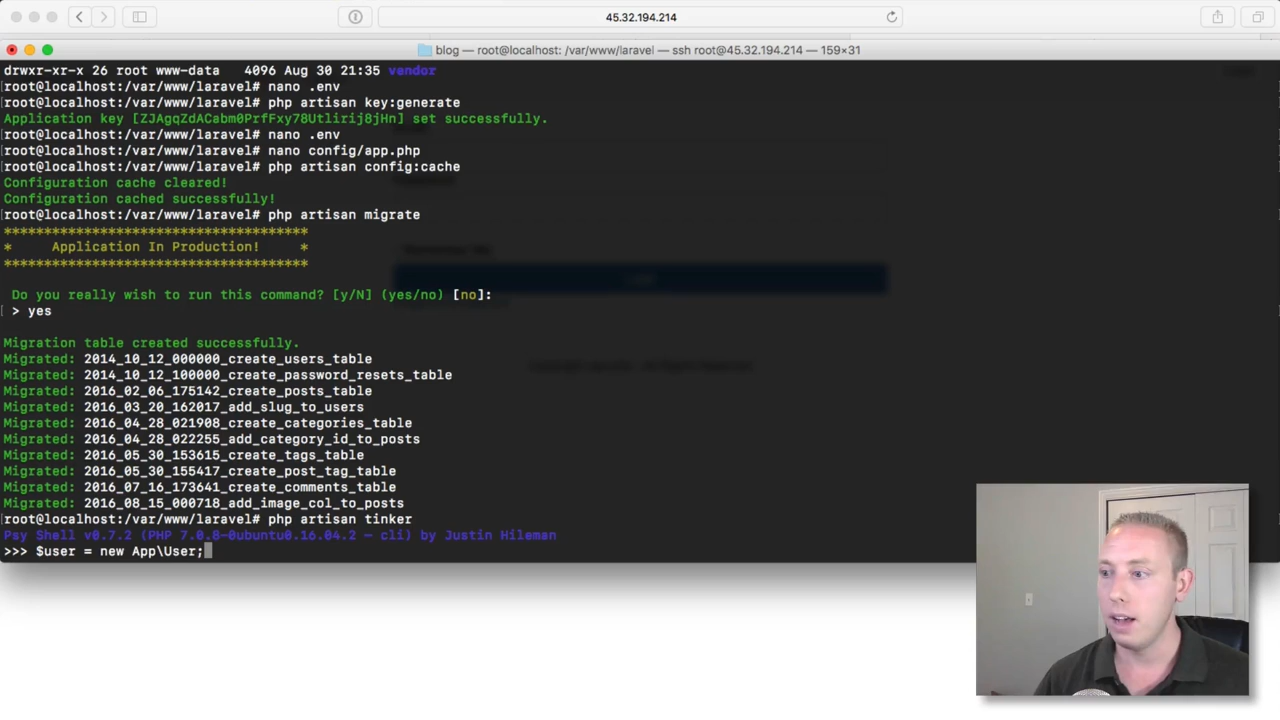 45.32.194.214
blog — root@localhost: /var/www/laravel — ssh root@45.32.194.214 — 159×31
drwxr-xr-x 26 root www-data   4096 Aug 30 21:35 vendor
[root@localhost:/var/www/laravel# nano .env
[root@localhost:/var/www/laravel# php artisan key:generate
Application key [ZJAgqZdACabm0PrfFxy78Utlirij8jHn] set successfully.
[root@localhost:/var/www/laravel# nano .env
[root@localhost:/var/www/laravel# nano config/app.php
[root@localhost:/var/www/laravel# php artisan config:cache
Configuration cache cleared!
Configuration cached successfully!
[root@localhost:/var/www/laravel# php artisan migrate
**************************************
*     Application In Production!     *
**************************************
Do you really wish to run this command? [y/N] (yes/no) [no]:
[ > yes
Migration table created successfully.
Migrated: 2014_10_12_000000_create_users_table
Migrated: 2014_10_12_100000_create_password_resets_table
Migrated: 2016_02_06_175142_create_posts_table
Migrated: 2016_03_20_162017_add_slug_to_users
Migrated: 2016_04_28_021908_create_categories_table
Migrated: 2016_04_28_022255_add_category_id_to_posts
Migrated: 2016_05_30_153615_create_tags_table
Migrated: 2016_05_30_155417_create_post_tag_table
Migrated: 2016_07_16_173641_create_comments_table
Migrated: 2016_08_15_000718_add_image_col_to_posts
[root@localhost:/var/www/laravel# php artisan tinker
Psy Shell v0.7.2 (PHP 7.0.8-0ubuntu0.16.04.2 — cli) by Justin Hileman
>>> $user = new App\User;